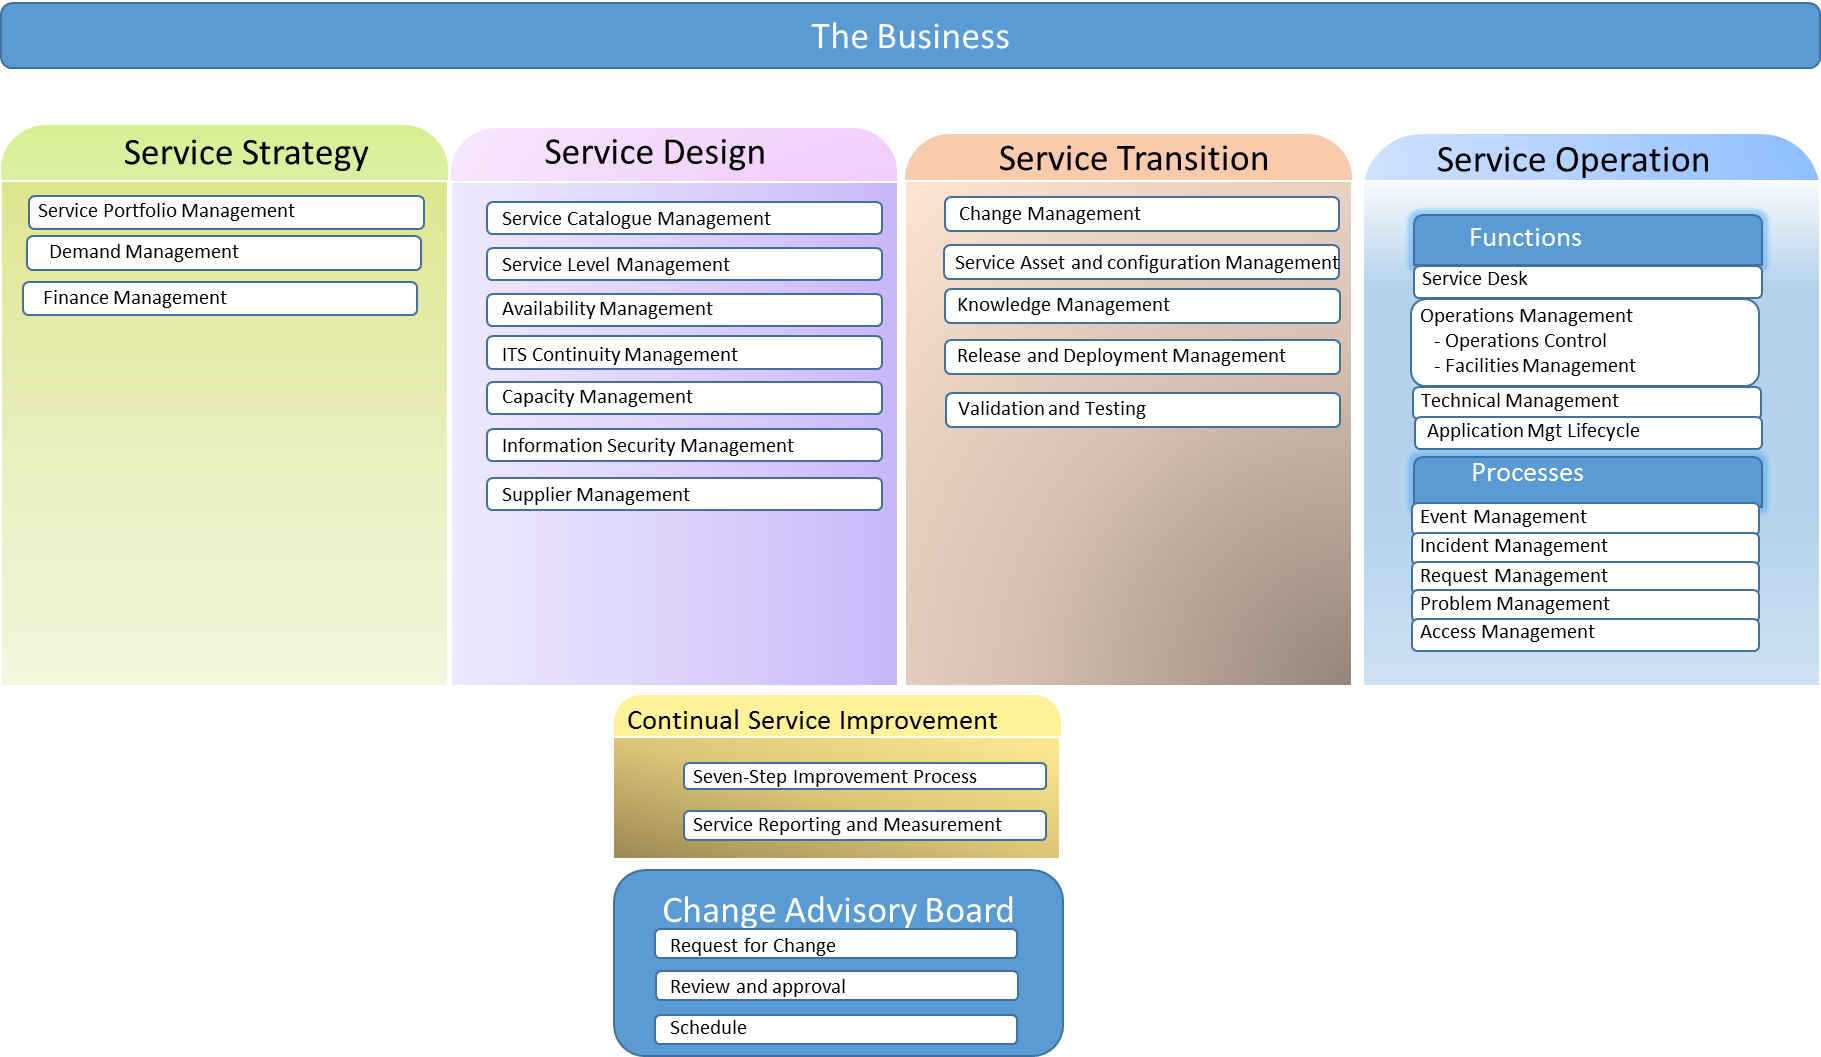 The Business
Service Strategy
Service Portfolio Management
Demand Management
Finance Management
Service Design
Service Catalogue Management
Service Level Management
Availability Management
ITS Continuity Management
Capacity Management
Information Security Management
Supplier Management
Service Transition
Change Management
Service Asset and configuration Management
Knowledge Management
Release and Deployment Management
Validation and Testing
Service Operation
Functions
Service Desk
Operations Management
- Operations Control
- Facilities Management
Technical Management
Application Mgt Lifecycle
Processes
Event Management
Incident Management
Request Management
Problem Management
Access Management
Continual Service Improvement
Seven-Step Improvement Process
Service Reporting and Measurement
Change Advisory Board
Request for Change
Review and approval
Schedule